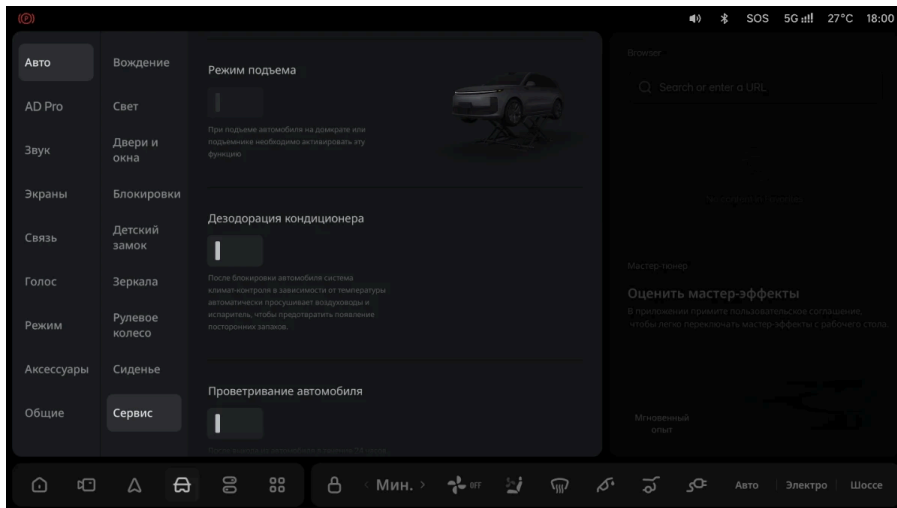 (P)
SOS
5G
27°C
18:00
Авто
AD Pro
Звук
Экраны
Связь
Голос
Режим
Аксессуары
Общие
Вождение
Свет
Двери и
окна
Блокировки
Детский
замок
Зеркала
Рулевое
колесо
Сиденье
Сервис
Режим подъема
При подъеме автомобиля на домкрате или
подъемнике необходимо активировать эту
функцию
Дезодорация кондиционера
После блокировки автомобиля система
климат-контроля в зависимости от температуры
автоматически просушивает воздуховоды и
испаритель, чтобы предотвратить появление
посторонних запахов.
Проветривание автомобиля
Browser
Search or enter a URL
Мастер-тюнер
Оценить мастер-эффекты
В приложении примите пользовательское соглашение,
чтобы легко переключать мастер-эффекты с рабочего стола.
Мгновенный
опыт
< Мин. >
OFF
Авто
Электро
Шоссе